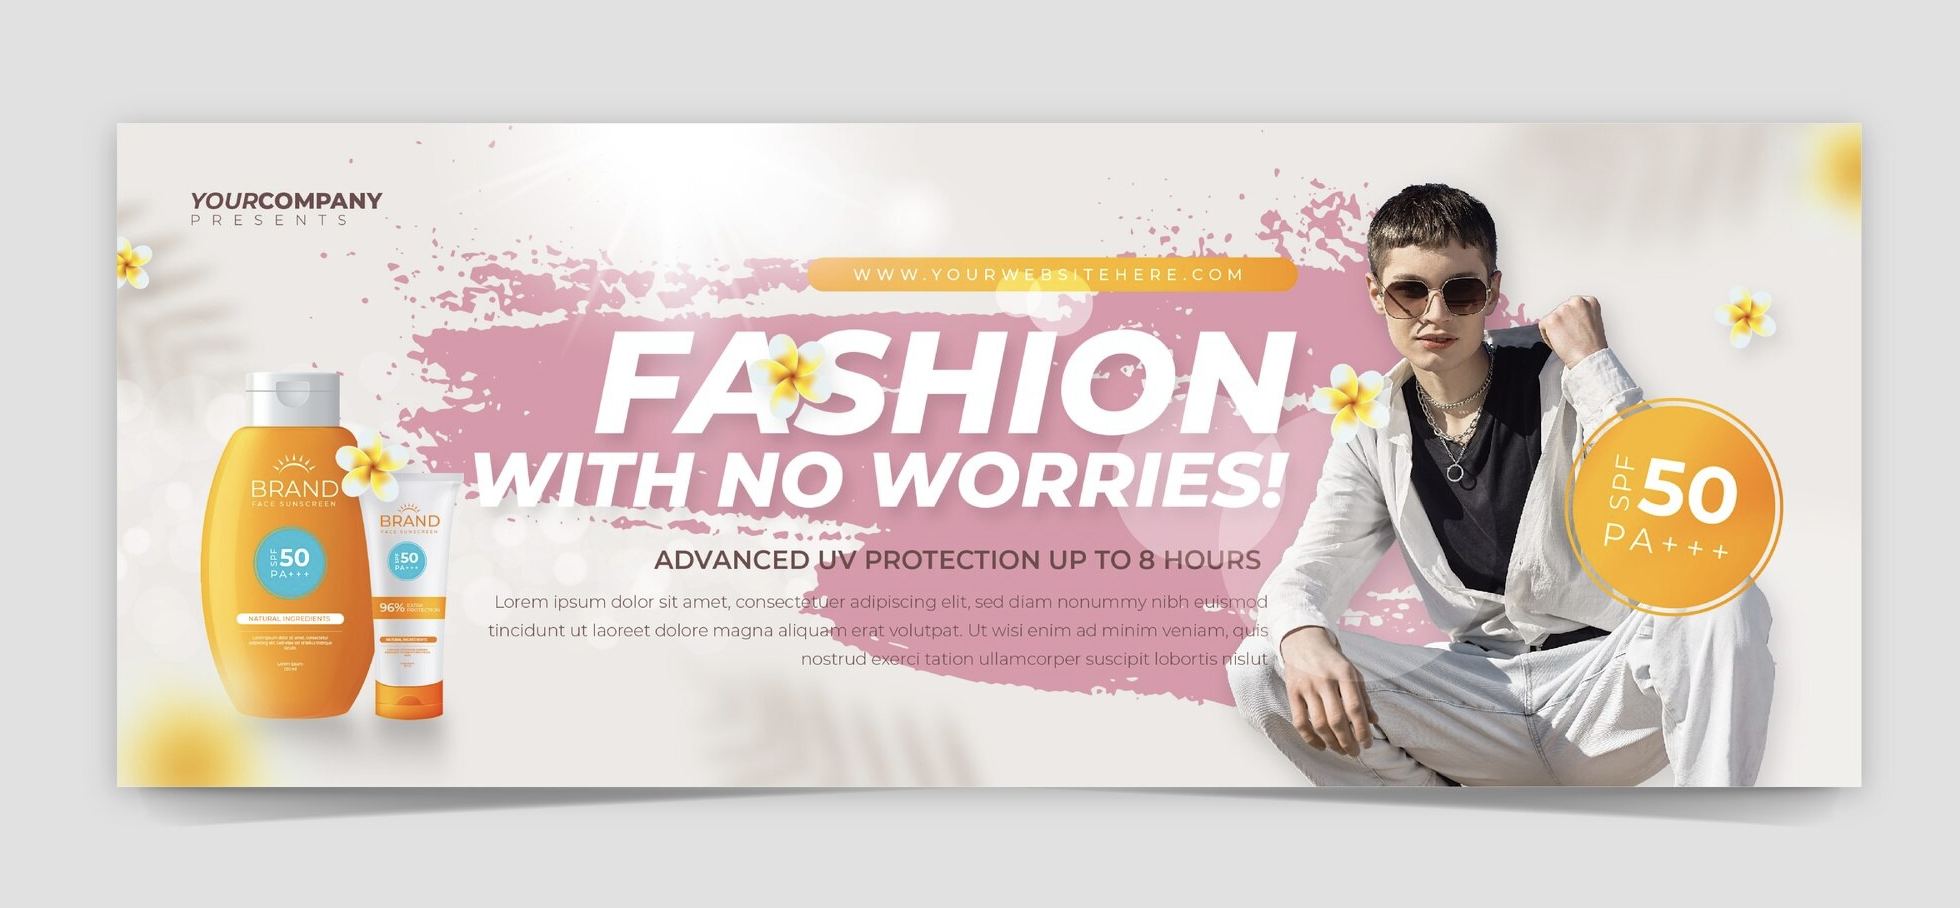 YOURCOMPANY
PRESENTS
WWW.YOURWEBSITEHERE.COM
FASHION
WITH NO WORRIES!
ADVANCED UV PROTECTION UP TO 8 HOURS
Lorem ipsum dolor sit amet, consectetuer adipiscing elit, sed diam nonummy nibh euismod
tincidunt ut laoreet dolore magna aliquam erat volutpat. Ut wisi enim ad minim veniam, quis
nostrud exerci tation ullamcorper suscipit lobortis nislut
BRAND
FACE SUNSCREEN
SPF 50
PA+++
NATURAL INGREDIENTS
BRAND
FACE SUNSCREEN
SPF 50
PA+++
96% EXTRA
PROTECTION
NATURAL INGREDIENTS
SPF 50
PA+++